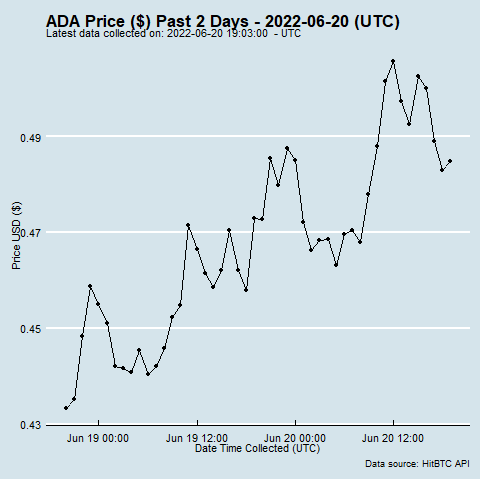 ADA Price ($) Past 2 Days - 2022-06-20 (UTC)
Latest data collected on: 2022-06-20 19:03:00  - UTC
Price USD ($)
0.49
0.47
0.45
0.43
Jun 19 00:00 Jun 19 12:00 Jun 20 00:00 Jun 20 12:00
Date Time Collected (UTC)
Data source: HitBTC API